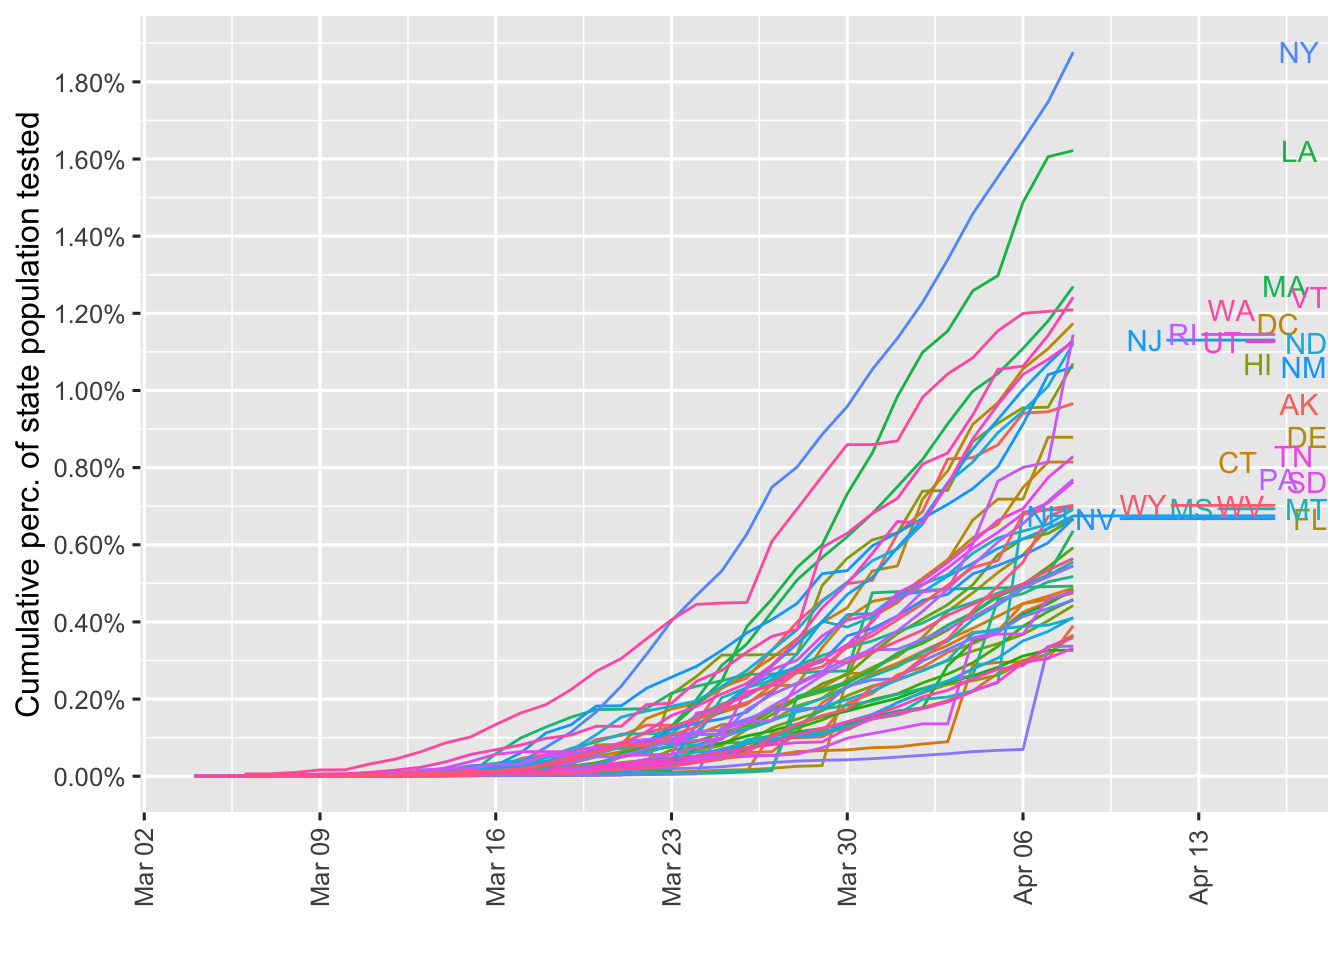 Cumulative perc. of state population tested
1.80%
1.60%
1.40%
1.20%
1.00%
0.80%
0.60%
0.40%
0.20%
0.00%
NY
LA
MA
VT
WA
DC
NJ
RI
UT
ND
HI
NM
AK
DE
TN
CT
PA
SD
WY
MS
WV
MT
NV
FL
Mar 02
Mar 09
Mar 16
Mar 23
Mar 30
Apr 06
Apr 13